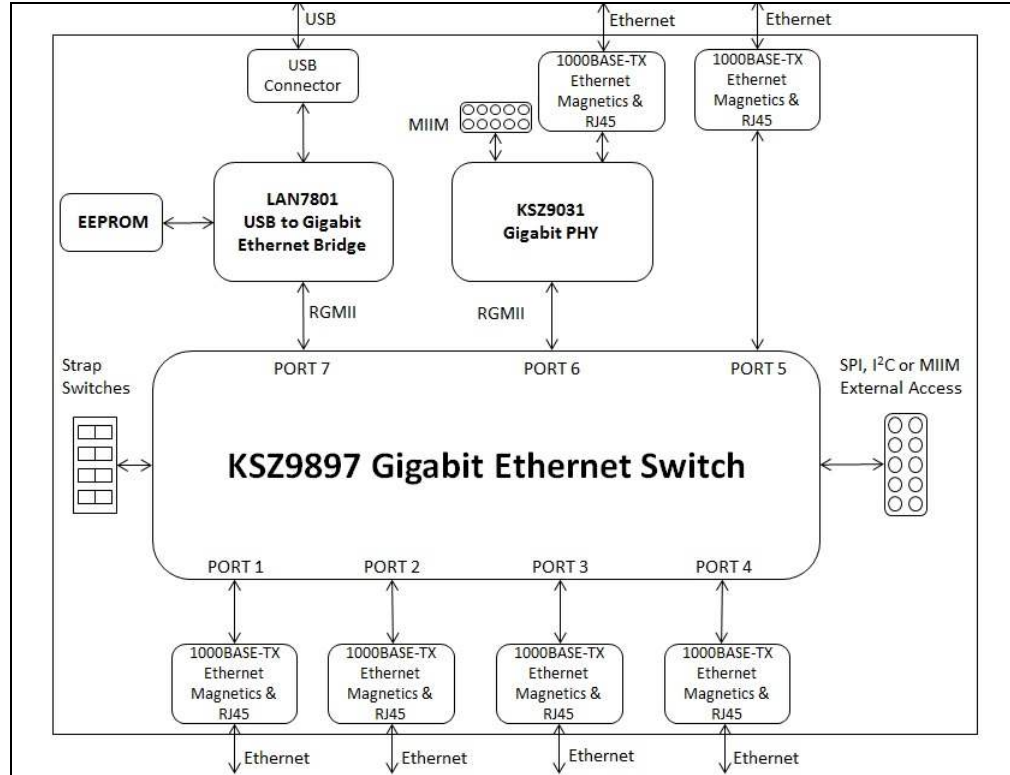 USB
Ethernet
Ethernet
USB
Connector
1000BASE-TX
Ethernet
Magnetics &
RJ45
1000BASE-TX
Ethernet
Magnetics &
RJ45
MIIM
EEPROM
LAN7801
USB to Gigabit
Ethernet Bridge
KSZ9031
Gigabit PHY
RGMII
RGMII
Strap
Switches
PORT 7
PORT 6
PORT 5
SPI, I²C or MIIM
External Access
KSZ9897 Gigabit Ethernet Switch
PORT 1
PORT 2
PORT 3
PORT 4
1000BASE-TX
Ethernet
Magnetics &
RJ45
1000BASE-TX
Ethernet
Magnetics &
RJ45
1000BASE-TX
Ethernet
Magnetics &
RJ45
1000BASE-TX
Ethernet
Magnetics &
RJ45
Ethernet
Ethernet
Ethernet
Ethernet